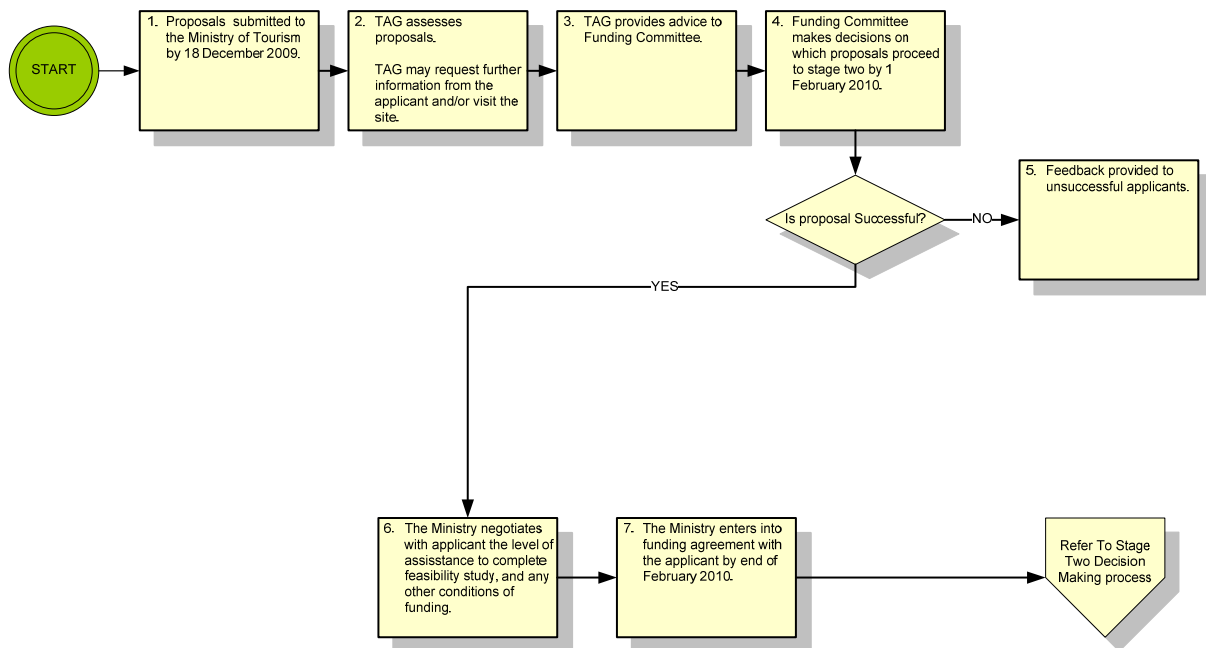 START
1. Proposals submitted to
the Ministry of Tourism
by 18 December 2009.
2. TAG assesses
proposals.
TAG may request further
information from the
applicant and/or visit the
site.
3. TAG provides advice to
Funding Committee.
4. Funding Committee
makes decisions on
which proposals proceed
to stage two by 1
February 2010.
Is proposal Successful?
NO
5. Feedback provided to
unsuccessful applicants.
YES
6. The Ministry negotiates
with applicant the level of
assisstance to complete
feasibility study, and any
other conditions of
funding.
7. The Ministry enters into
funding agreement with
the applicant by end of
February 2010.
Refer To Stage
Two Decision
Making process